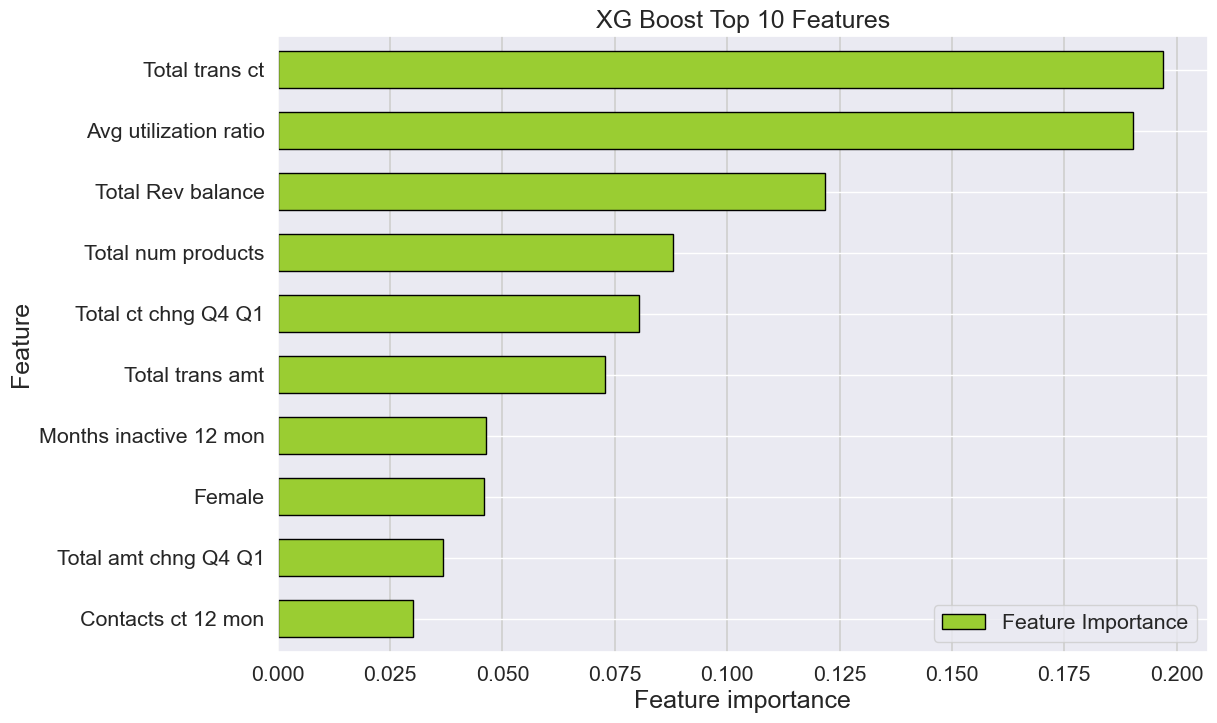 XG Boost Top 10 Features
Feature
Total trans ct
Avg utilization ratio
Total Rev balance
Total num products
Total ct chng Q4 Q1
Total trans amt
Months inactive 12 mon
Female
Total amt chng Q4 Q1
Contacts ct 12 mon
Feature Importance
0.000 0.025 0.050 0.075 0.100 0.125 0.150 0.175 0.200
Feature importance